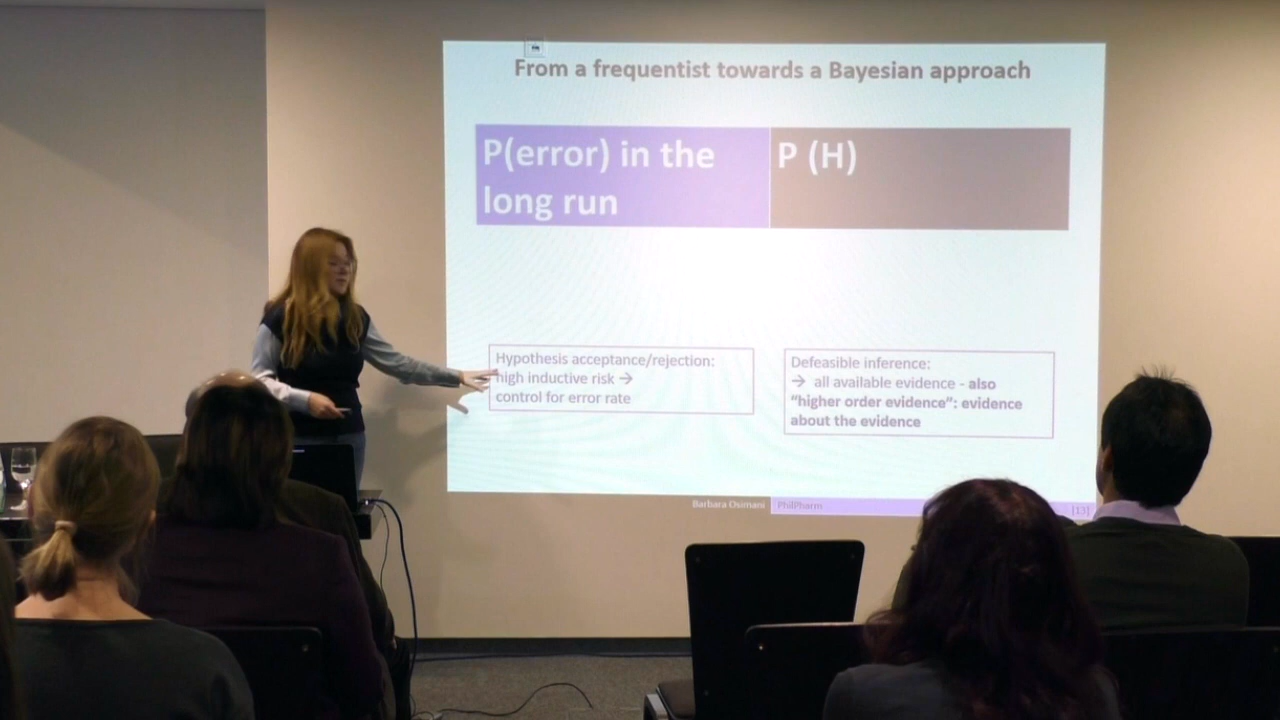 From a frequentist towards a Bayesian approach
P(error) in the
long run
P (H)
Hypothesis acceptance/rejection:
high inductive risk →
control for error rate
Defeasible inference:
→ all available evidence - also
“higher order evidence”: evidence
about the evidence
Barbara Osimani
PhilPharm
[13]